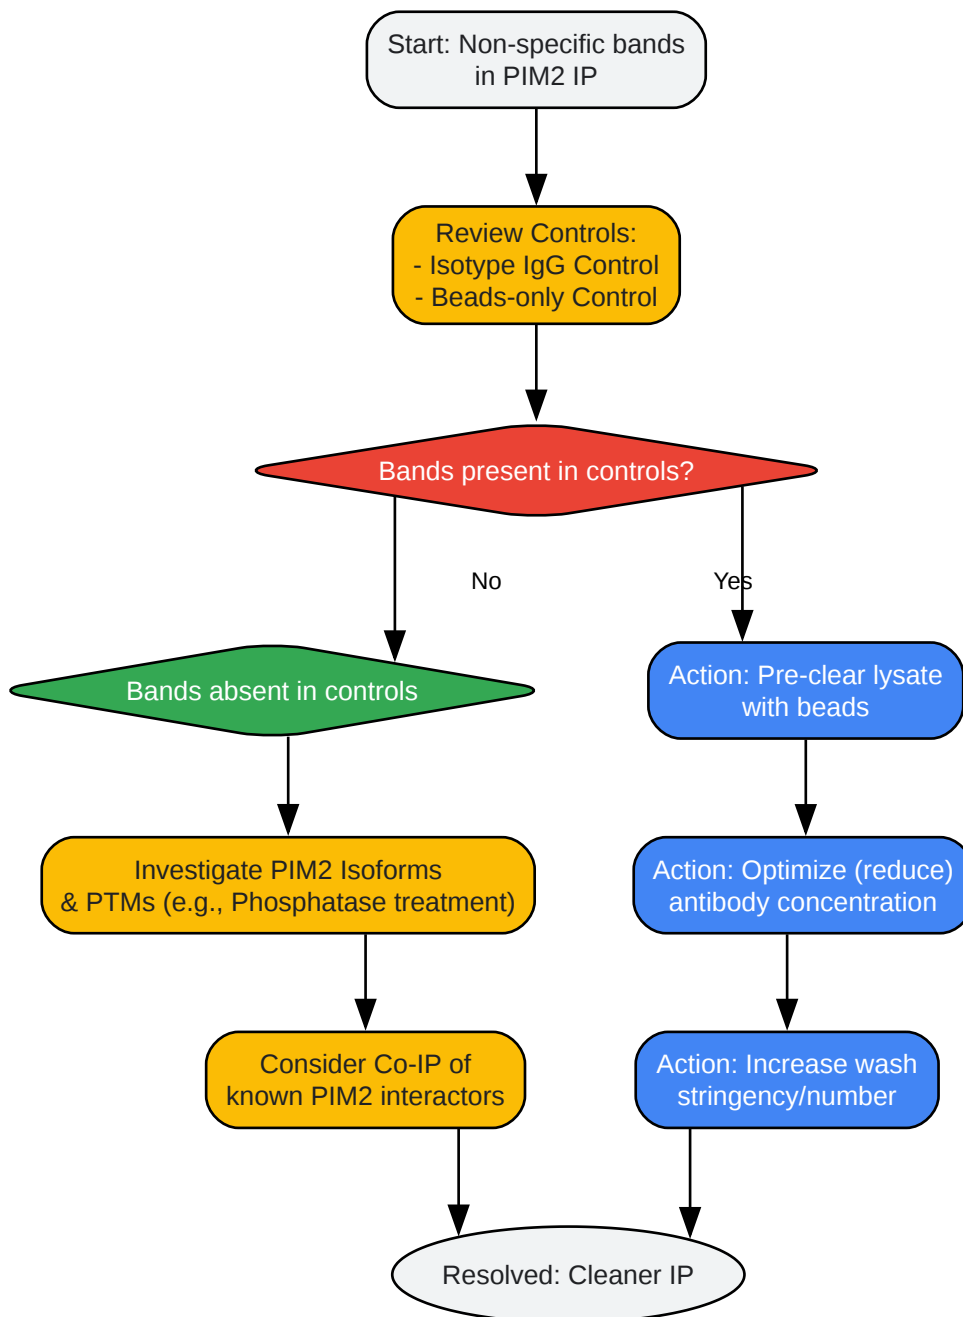 Start: Non-specific bands
in PIM2 IP
Review Controls:
- Isotype IgG Control
- Beads-only Control
Bands present in controls?
No
Yes
Bands absent in controls
Action: Pre-clear lysate
with beads
Investigate PIM2 Isoforms
& PTMs (e.g., Phosphatase treatment)
Action: Optimize (reduce)
antibody concentration
Consider Co-IP of
known PIM2 interactors
Action: Increase wash
stringency/number
Resolved: Cleaner IP